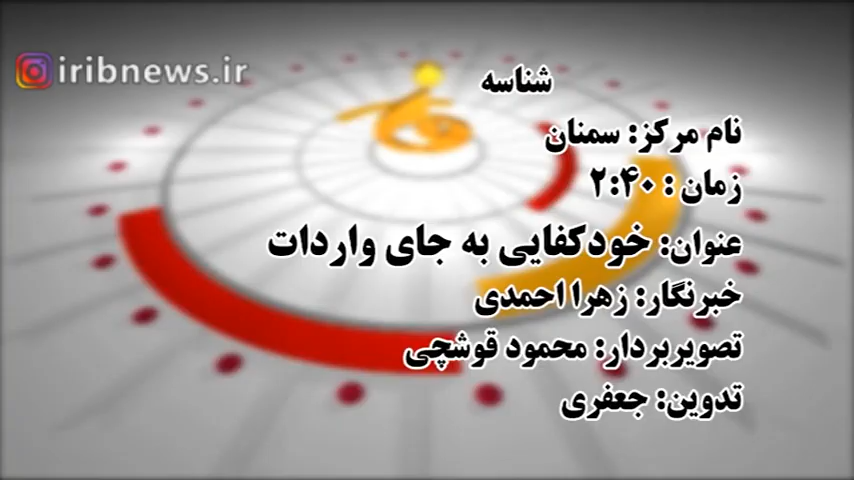 iribnews.ir
شناسه
نام مرکز: سمنان
زمان : ۲:۴۰
عنوان: خودکفایی به جای واردات
خبرنگار: زهرا احمدی
تصویربردار: محمود قوشچی
تدوین: جعفری